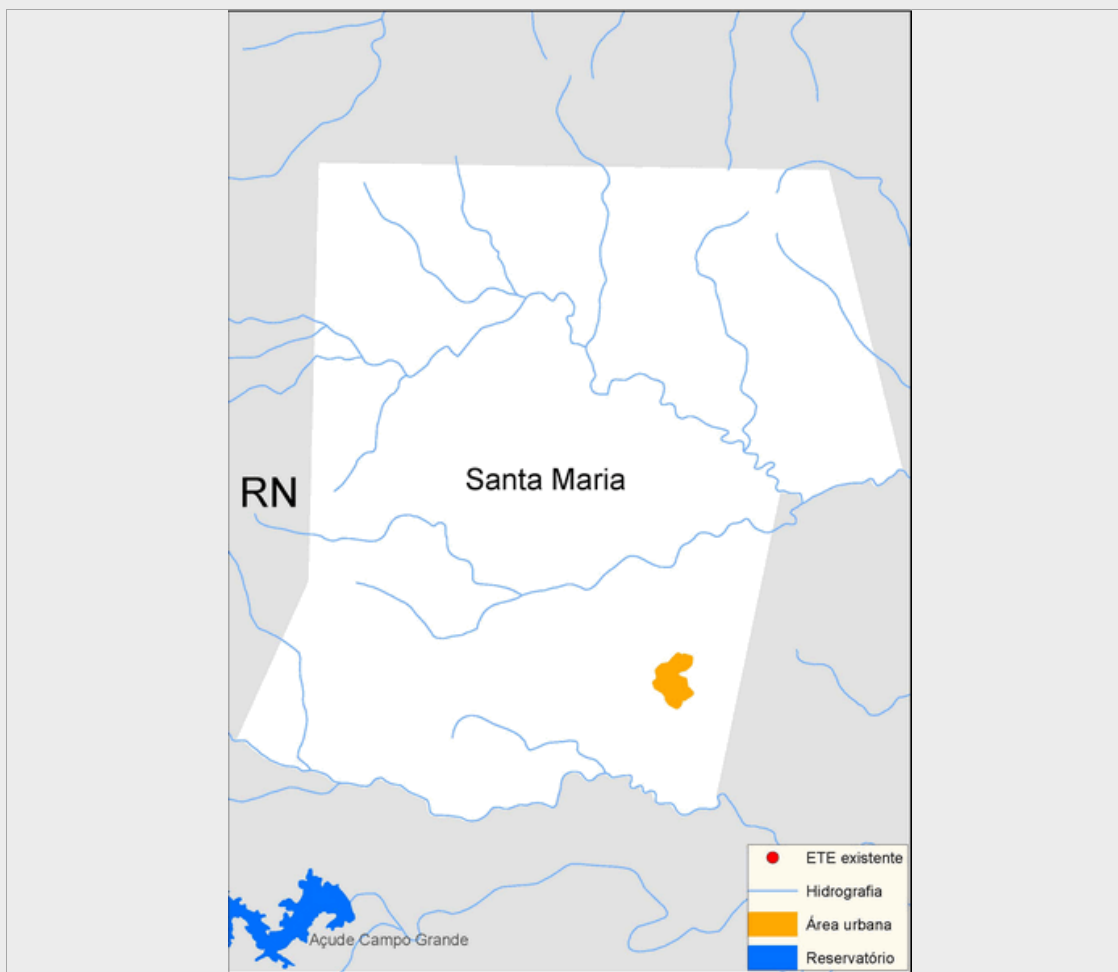 Santa Maria
RN
Açude Campo Grande
ETE existente
Hidrografia
Área urbana
Reservatório